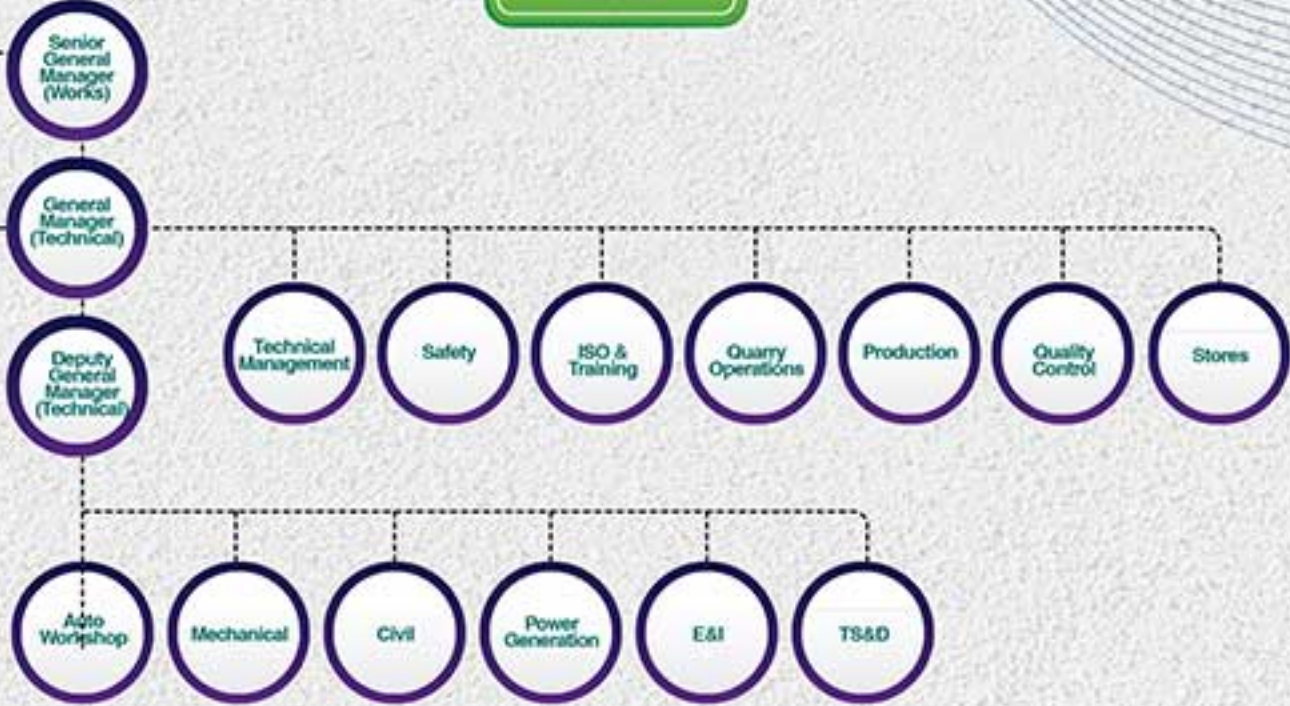 Senior
General
Manager
(Works)
General
Manager
(Technical)
Technical
Management
Safety
ISO &
Training
Quarry
Operations
Production
Quality
Control
Stores
Deputy
General
Manager
(Technical)
Auto
Workshop
Mechanical
Civil
Power
Generation
E&I
TS&D